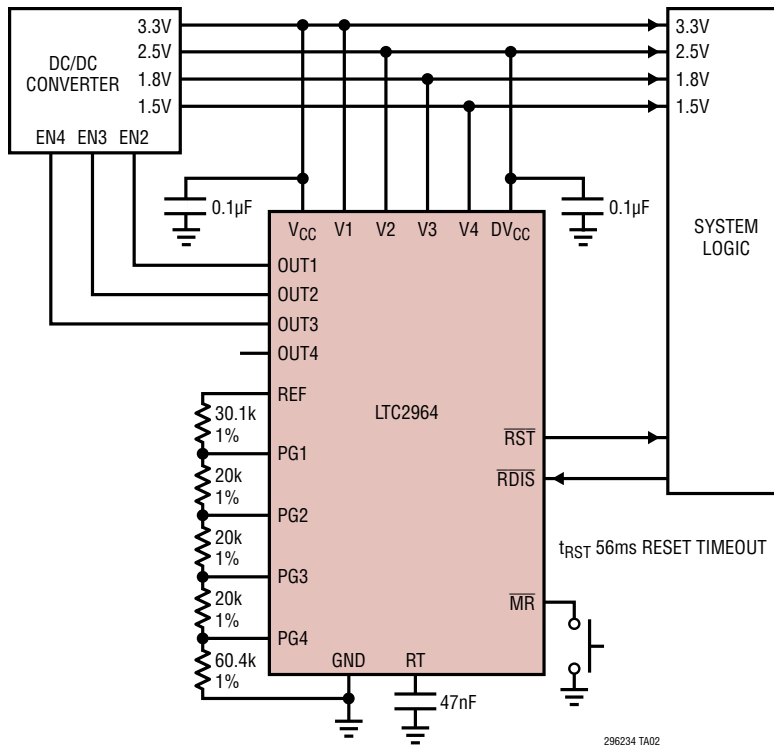 3.3V
2.5V
1.8V
1.5V
DC/DC
CONVERTER
EN4 EN3 EN2
3.3V
2.5V
1.8V
1.5V
SYSTEM
LOGIC
0.1µF
0.1µF
VCC V1 V2 V3 V4 DVCC
OUT1
OUT2
OUT3
OUT4
REF
LTC2964
30.1k
1%
PG1
20k
1%
PG2
20k
1%
PG3
20k
1%
PG4
60.4k
1%
RST
RDIS
tRST 56ms RESET TIMEOUT
MR
GND RT
47nF
296234 TA02